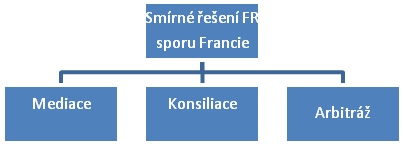 Smírné řešení FR
sporu Francie
Mediace
Konsiliace
Arbitráž